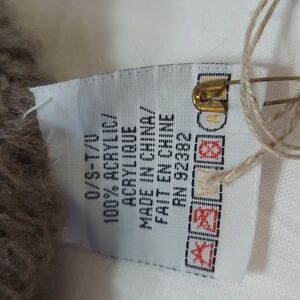 O/S-T/U
100% ACRYLIC/
ACRYLIQUE
MADE IN CHINA/
FAIT EN CHINE
RN 92382